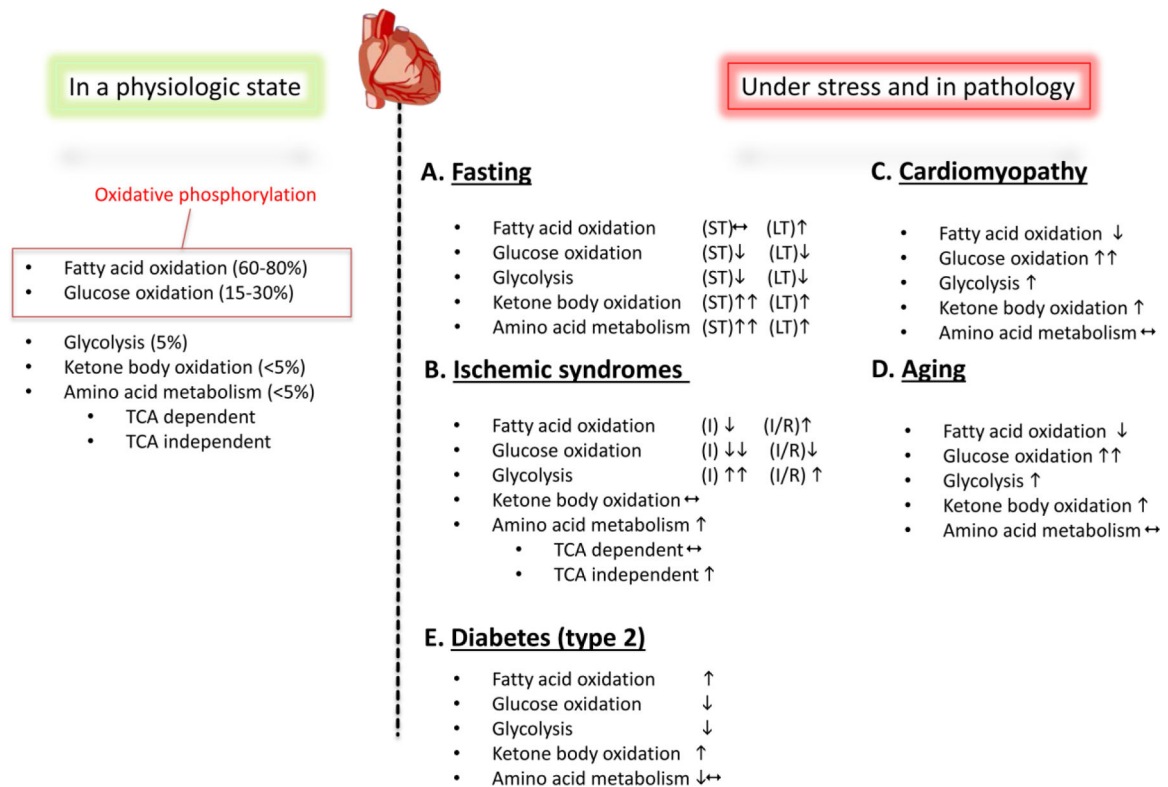 In a physiologic state
Oxidative phosphorylation
• Fatty acid oxidation (60-80%)
• Glucose oxidation (15-30%)
• Glycolysis (5%)
• Ketone body oxidation (<5%)
• Amino acid metabolism (<5%)
• TCA dependent
• TCA independent
Under stress and in pathology
A. Fasting
• Fatty acid oxidation (ST)↔ (LT)↑
• Glucose oxidation (ST)↓ (LT)↓
• Glycolysis (ST)↓ (LT)↓
• Ketone body oxidation (ST)↑↑ (LT)↑
• Amino acid metabolism (ST)↑↑ (LT)↑
B. Ischemic syndromes
• Fatty acid oxidation (I) ↓ (I/R)↑
• Glucose oxidation (I) ↓↓ (I/R)↓
• Glycolysis (I) ↑↑ (I/R) ↑
• Ketone body oxidation ↔
• Amino acid metabolism ↑
• TCA dependent ↔
• TCA independent ↑
C. Cardiomyopathy
• Fatty acid oxidation ↓
• Glucose oxidation ↑↑
• Glycolysis ↑
• Ketone body oxidation ↑
• Amino acid metabolism ↔
D. Aging
• Fatty acid oxidation ↓
• Glucose oxidation ↑↑
• Glycolysis ↑
• Ketone body oxidation ↑
• Amino acid metabolism ↔
E. Diabetes (type 2)
• Fatty acid oxidation ↑
• Glucose oxidation ↓
• Glycolysis ↓
• Ketone body oxidation ↑
• Amino acid metabolism ↓↔